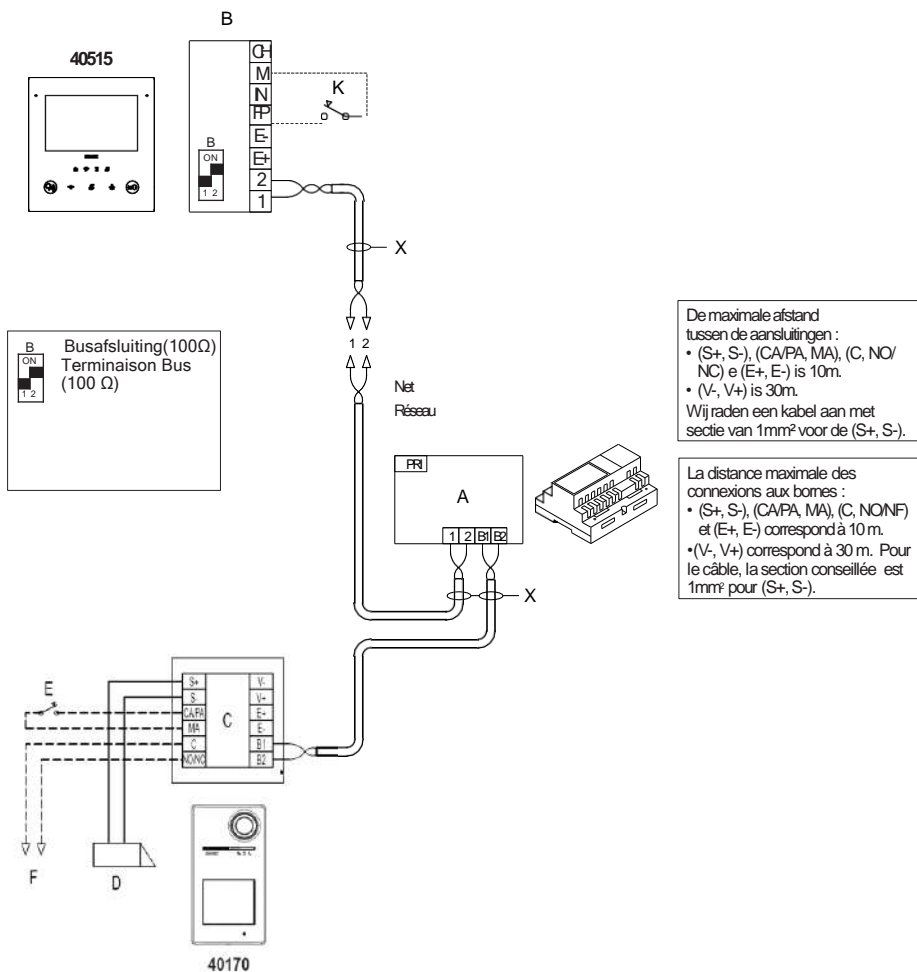 B
40515
CH
M
IN
FP
E-
E+
2
1
K
B
ON
1 2
X
B
ON
1 2
Busafsluiting(100Ω)
Terminaison Bus
(100 Ω)
1 2
Net
Réseau
PRI
A
1 2 B1 B2
X
De maximale afstand
tussen de aansluitingen :
• (S+, S-), (CA/PA, MA), (C, NO/
NC) e (E+, E-) is 10m.
• (V-, V+) is 30m.
Wij raden een kabel aan met
sectie van 1mm² voor de (S+, S-).
La distance maximale des
connexions aux bornes :
• (S+, S-), (CA/PA, MA), (C, NO/NF)
et (E+, E-) correspond à 10 m.
•(V-, V+) correspond à 30 m. Pour
le câble, la section conseillée est
1mm² pour (S+, S-).
E
S+
S-
CA/PA
MA
C
NO/NC
C
V-
V+
E+
E-
B1
B2
F
D
40170